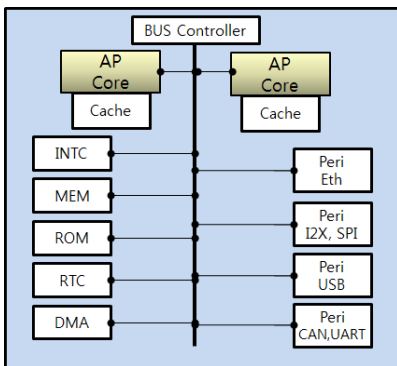 BUS Controller
AP
Core
Cache
AP
Core
Cache
INTC
MEM
ROM
RTC
DMA
Peri
Eth
Peri
I2X, SPI
Peri
USB
Peri
CAN,UART